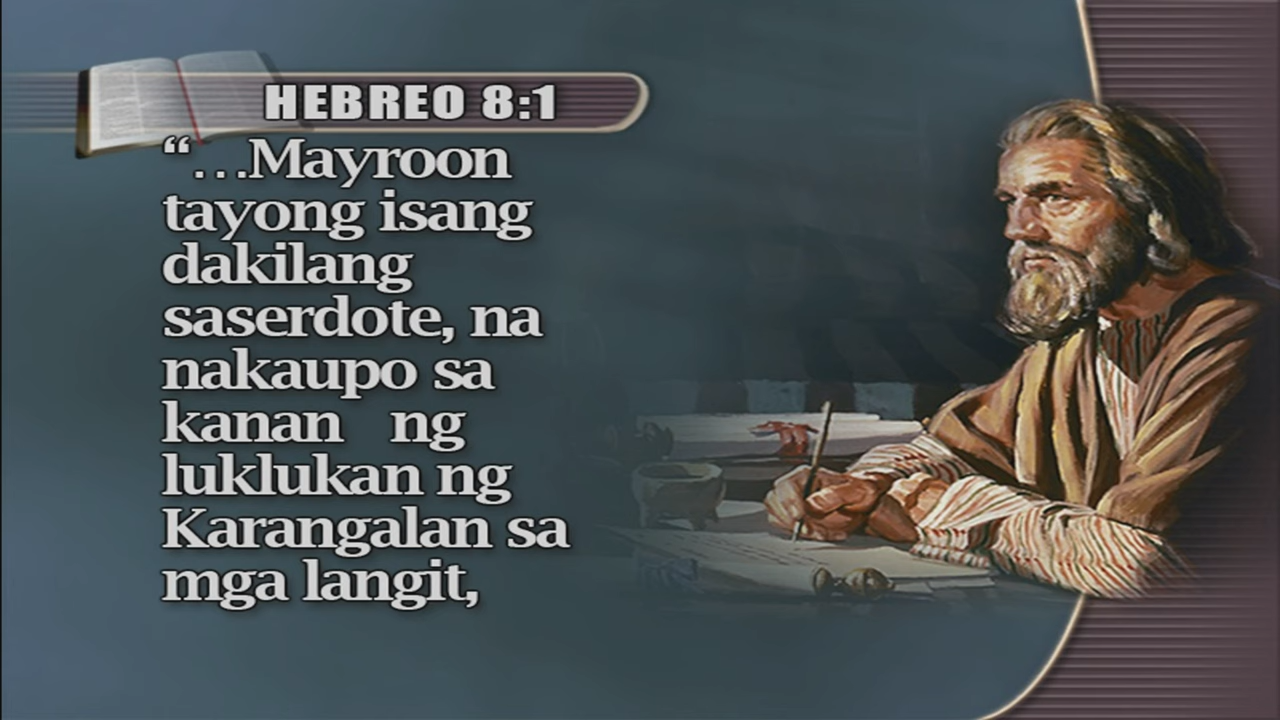 HEBREO 8:1
“...Mayroon
tayong isang
dakilang
saserdote, na
nakaupo sa
kanan ng
luklukan ng
Karangalan sa
mga langit,